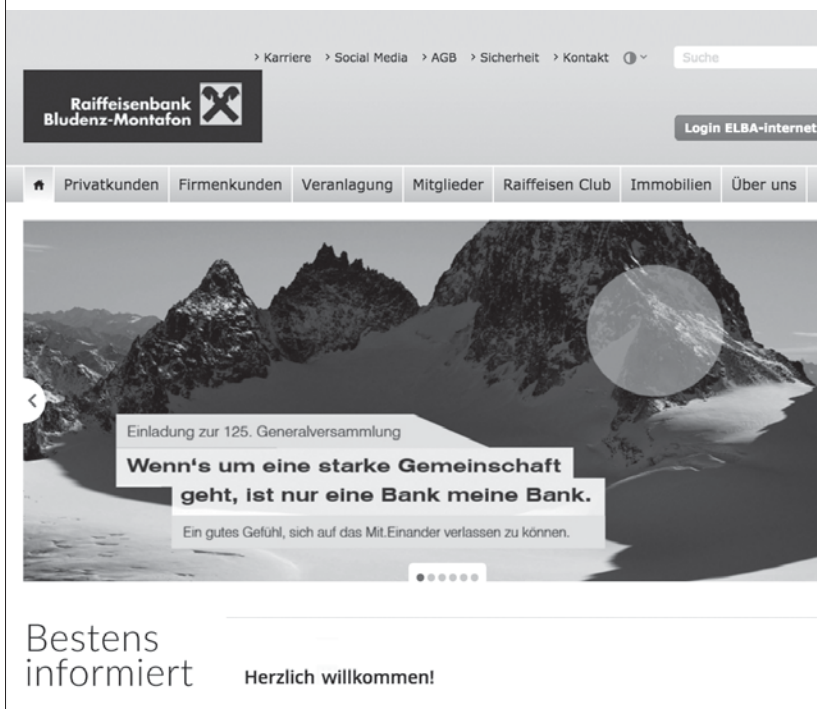 > Karriere > Social Media > AGB > Sicherheit > Kontakt Suche
Raiffeisenbank
Bludenz-Montafon
Login ELBA-internet
Privatkunden Firmenkunden Veranlagung Mitglieder Raiffeisen Club Immobilien Über uns
Einladung zur 125. Generalversammlung
Wenn's um eine starke Gemeinschaft
geht, ist nur eine Bank meine Bank.
Ein gutes Gefühl, sich auf das Mit.Einander verlassen zu können.
Bestens
informiert
Herzlich willkommen!